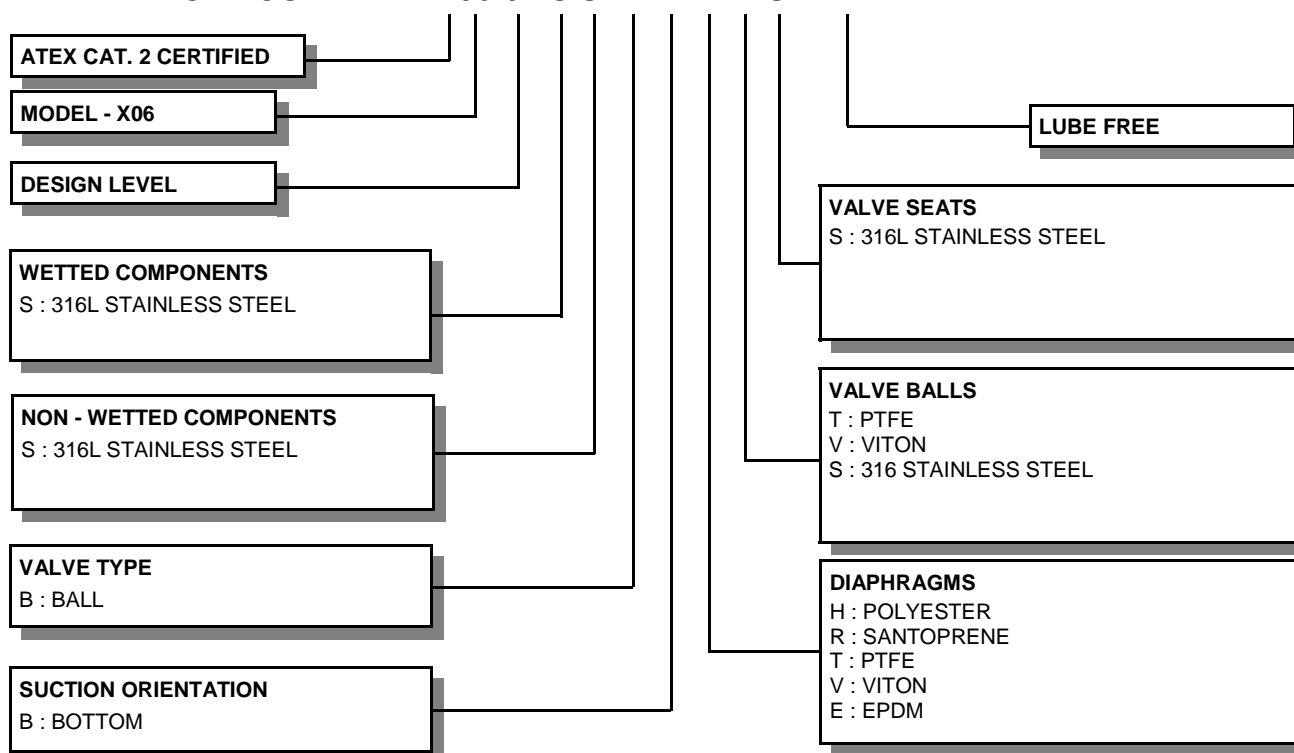 ATEX CAT. 2 CERTIFIED
MODEL - X06
DESIGN LEVEL
WETTED COMPONENTS
S : 316L STAINLESS STEEL
NON - WETTED COMPONENTS
S : 316L STAINLESS STEEL
VALVE TYPE
B : BALL
SUCTION ORIENTATION
B : BOTTOM
LUBE FREE
VALVE SEATS
S : 316L STAINLESS STEEL
VALVE BALLS
T : PTFE
V : VITON
S : 316 STAINLESS STEEL
DIAPHRAGMS
H : POLYESTER
R : SANTOPRENE
T : PTFE
V : VITON
E : EPDM